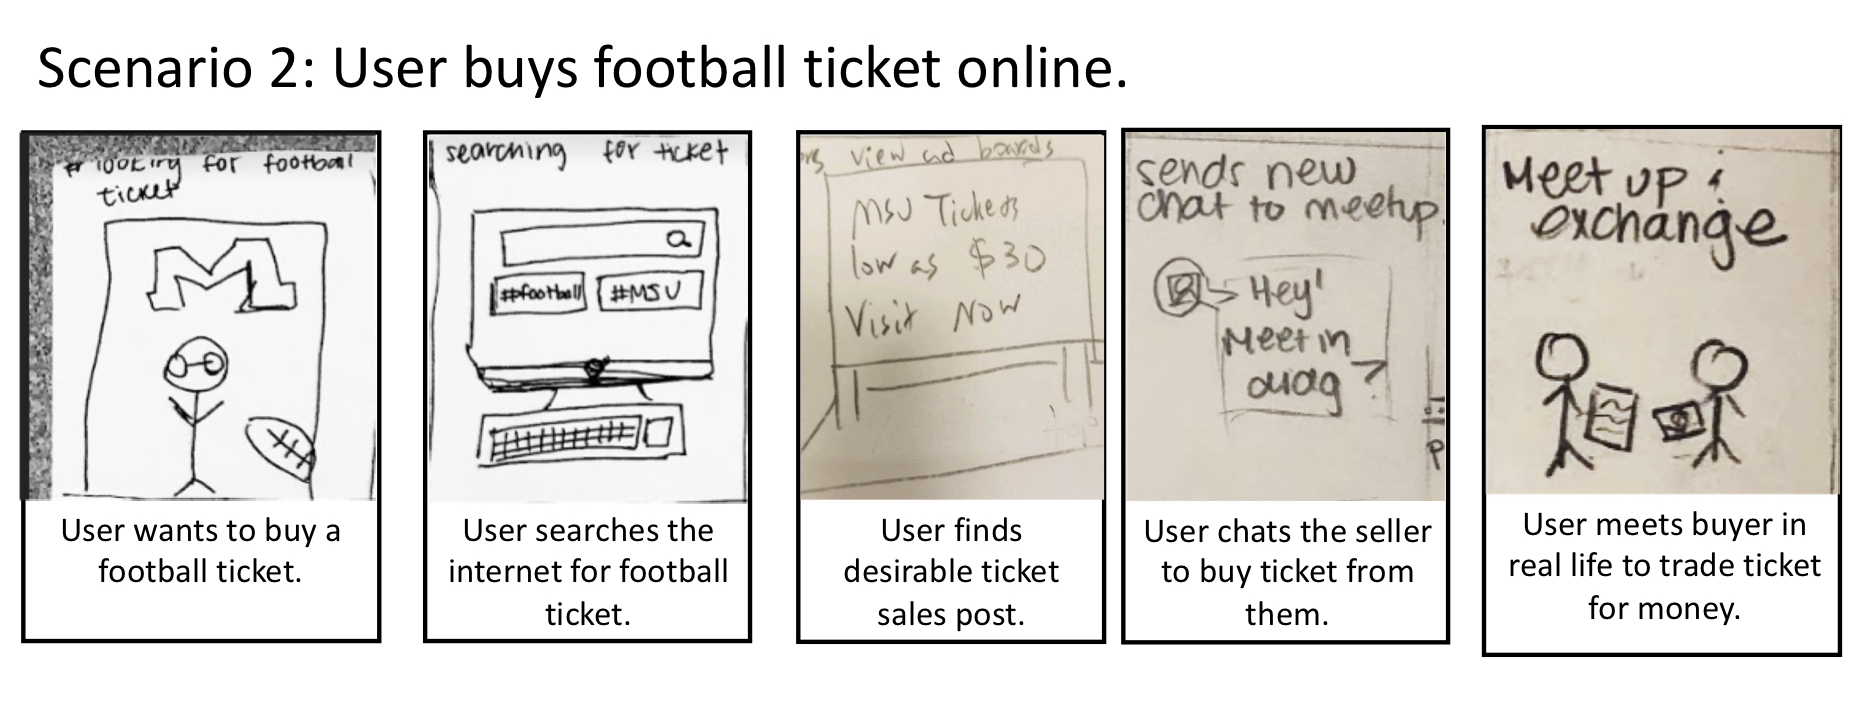 Scenario 2: User buys football ticket online.
looking for football
ticket
M
User wants to buy a
football ticket.
searching for ticket
#football #MSU
User searches the
internet for football
ticket.
view ad boards
MSU Tickets
low as $30
Visit Now
User finds
desirable ticket
sales post.
sends new
chat to meetup.
Hey!
Meet in
quag
?
User chats the seller
to buy ticket from
them.
Meet up &
exchange
User meets buyer in
real life to trade ticket
for money.